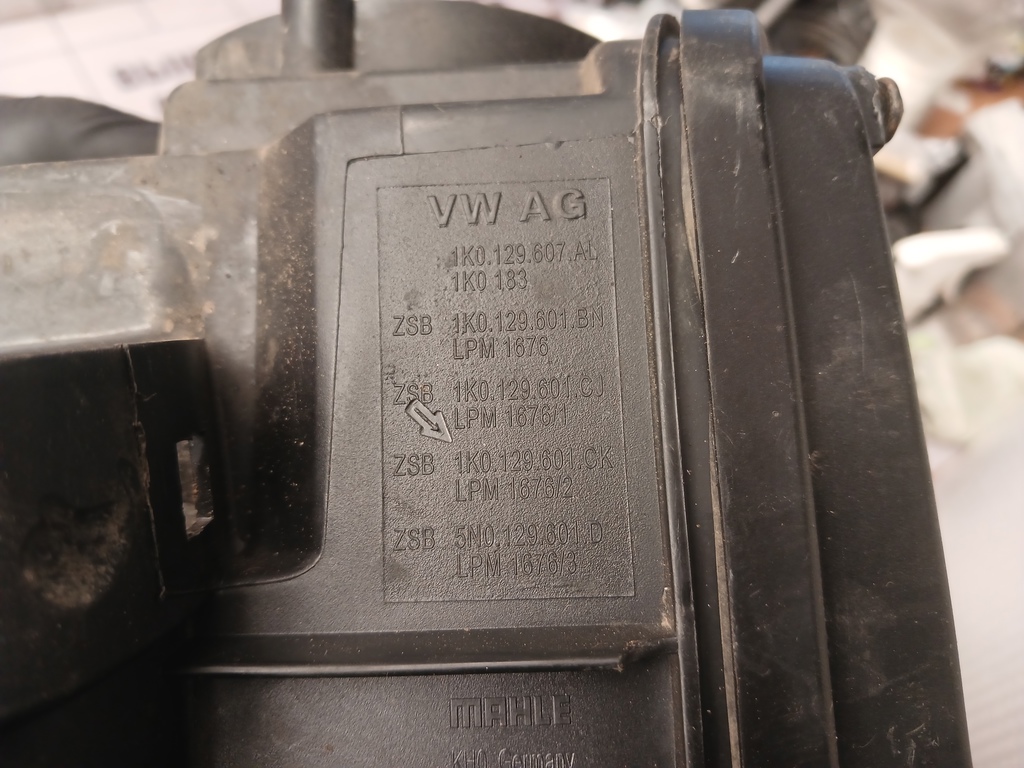 VW AG
1K0.129.607.AL
1K0 183
ZSB 1K0.129.601.BN
LPM 1676
ZSB 1K0.129.601.CJ
LPM 1676/1
ZSB 1K0.129.601.CK
LPM 1676/2
ZSB 5N0.129.601.D
LPM 1676/3
MAHLE
KH0 Germany